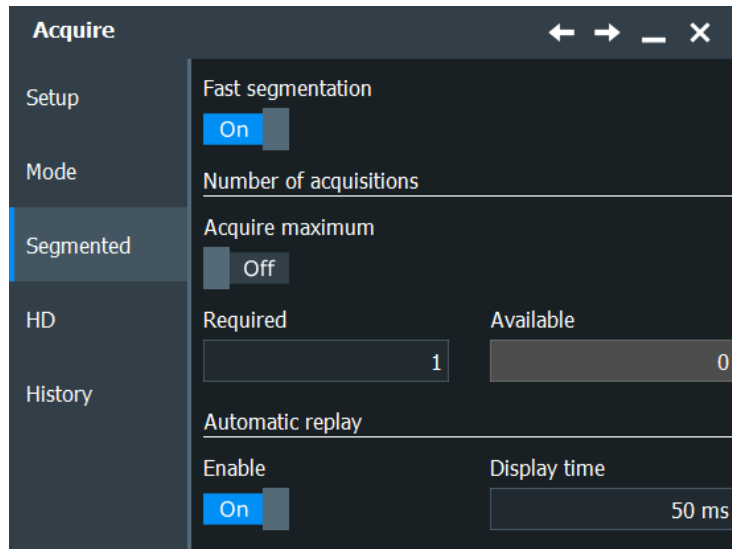 Acquire
Setup
Mode
Segmented
HD
History
Fast segmentation
On
Number of acquisitions
Acquire maximum
Off
Required Available
1 0
Automatic replay
Enable Display time
On 50 ms